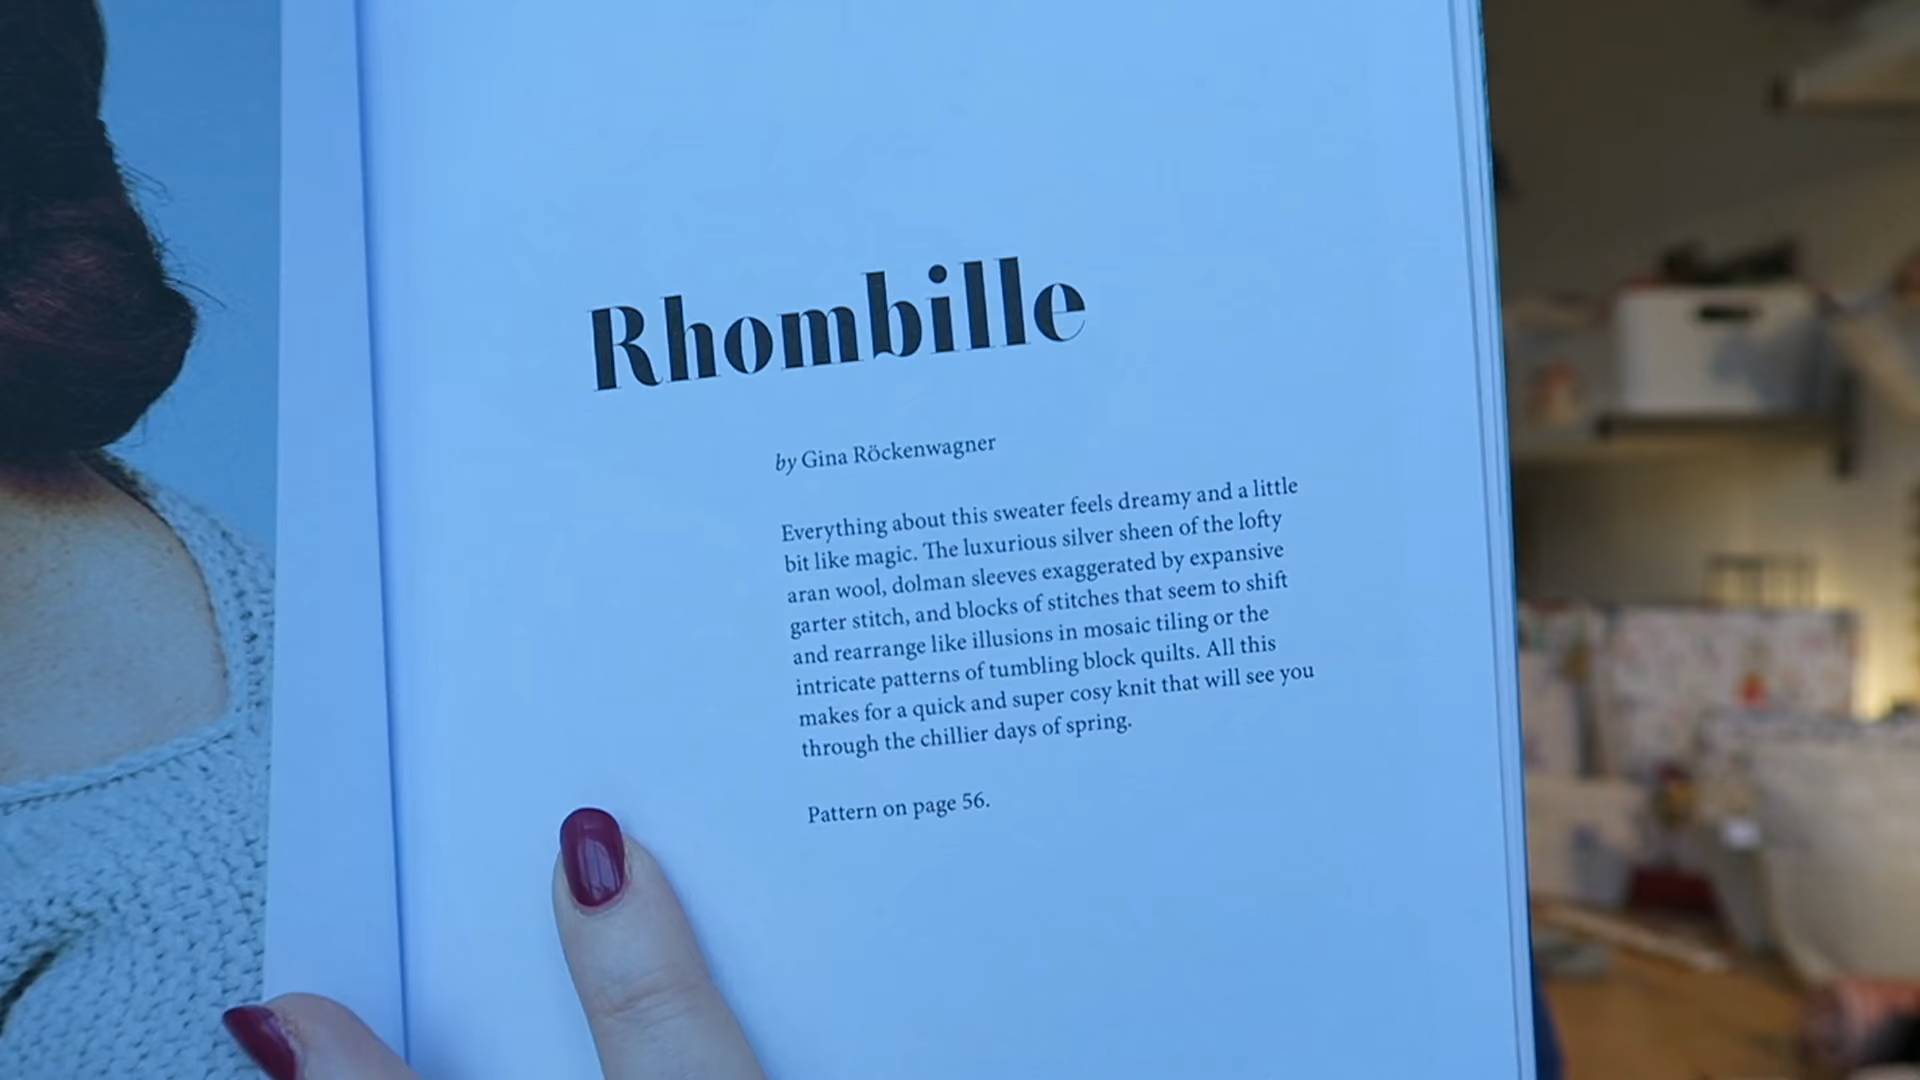 Rhombille
by Gina Röckenwagner
Everything about this sweater feels dreamy and a little
bit like magic. The luxurious silver sheen of the lofty
aran wool, dolman sleeves exaggerated by expansive
garter stitch, and blocks of stitches that seem to shift
and rearrange like illusions in mosaic tiling or the
intricate patterns of tumbling block quilts. All this
makes for a quick and super cosy knit that will see you
through the chillier days of spring.
Pattern on page 56.